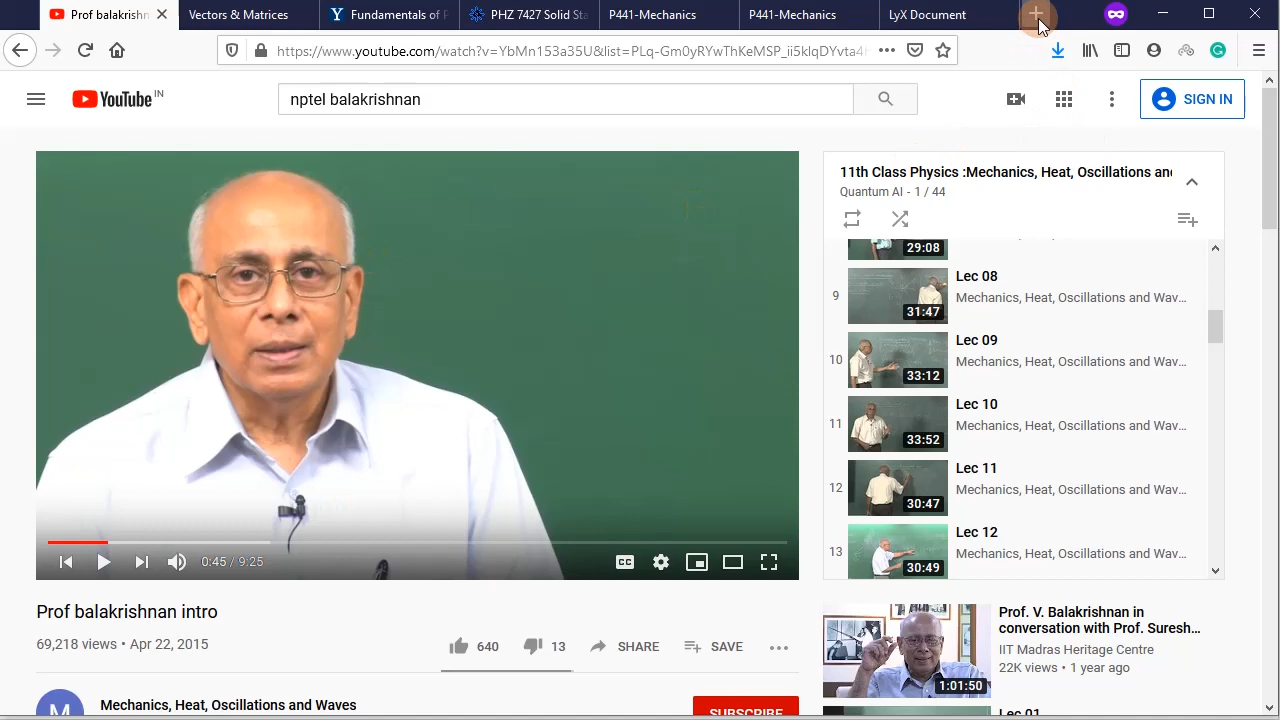 Prof balakrishn
Vectors & Matrices
Fundamentals of P
PHZ 7427 Solid Sta
P441-Mechanics
P441-Mechanics
LyX Document
https://www.youtube.com/watch?v=YbMn153a35U&list=PLq-Gm0yRYwThKeMSP_ii5klqDYvta4
YouTube IN
nptel balakrishnan
SIGN IN
11th Class Physics :Mechanics, Heat, Oscillations an
Quantum AI - 1 / 44
29:08
9
31:47
Lec 08
Mechanics, Heat, Oscillations and Wav...
10
33:12
Lec 09
Mechanics, Heat, Oscillations and Wav...
11
33:52
Lec 10
Mechanics, Heat, Oscillations and Wav...
12
30:47
Lec 11
Mechanics, Heat, Oscillations and Wav...
13
30:49
Lec 12
Mechanics, Heat, Oscillations and Wav...
0:45 / 9:25
CC
Prof balakrishnan intro
69,218 views • Apr 22, 2015
640
13
SHARE
SAVE
M
Mechanics, Heat, Oscillations and Waves
SUBSCRIBE
1:01:50
Prof. V. Balakrishnan in
conversation with Prof. Suresh...
IIT Madras Heritage Centre
22K views • 1 year ago
Lec 01